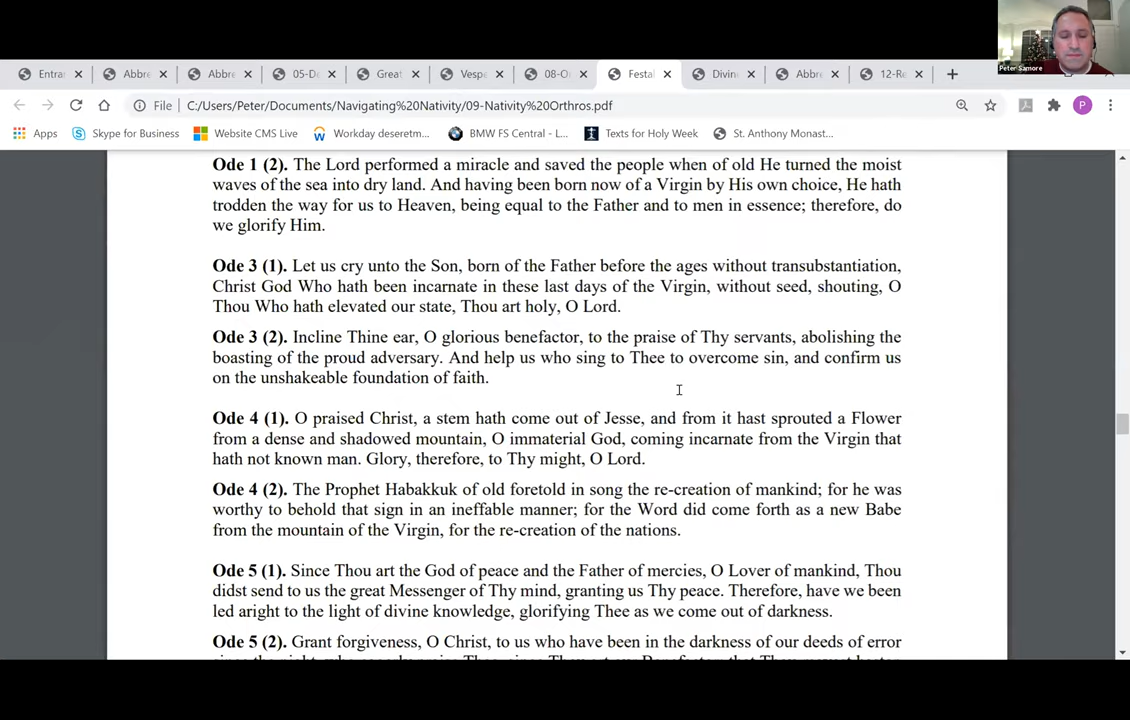 Peter Samore
Entra
Abbre
Abbre
05-De
Great
Vespe
08-O
Festal
Divin
Abbre
12-Re
File C:/Users/Peter/Documents/Navigating%20Nativity/09-Nativity%20Orthros.pdf
P
Apps Skype for Business Website CMS Live Workday deseretm... BMW FS Central - L... Texts for Holy Week St. Anthony Monast...
Ode 1 (2). The Lord performed a miracle and saved the people when of old He turned the moist
waves of the sea into dry land. And having been born now of a Virgin by His own choice, He hath
trodden the way for us to Heaven, being equal to the Father and to men in essence; therefore, do
we glorify Him.
Ode 3 (1). Let us cry unto the Son, born of the Father before the ages without transubstantiation,
Christ God Who hath been incarnate in these last days of the Virgin, without seed, shouting, O
Thou Who hath elevated our state, Thou art holy, O Lord.
Ode 3 (2). Incline Thine ear, O glorious benefactor, to the praise of Thy servants, abolishing the
boasting of the proud adversary. And help us who sing to Thee to overcome sin, and confirm us
on the unshakeable foundation of faith.
Ode 4 (1). O praised Christ, a stem hath come out of Jesse, and from it hast sprouted a Flower
from a dense and shadowed mountain, O immaterial God, coming incarnate from the Virgin that
hath not known man. Glory, therefore, to Thy might, O Lord.
Ode 4 (2). The Prophet Habakkuk of old foretold in song the re-creation of mankind; for he was
worthy to behold that sign in an ineffable manner; for the Word did come forth as a new Babe
from the mountain of the Virgin, for the re-creation of the nations.
Ode 5 (1). Since Thou art the God of peace and the Father of mercies, O Lover of mankind, Thou
didst send to us the great Messenger of Thy mind, granting us Thy peace. Therefore, have we been
led aright to the light of divine knowledge, glorifying Thee as we come out of darkness.
Ode 5 (2). Grant forgiveness, O Christ, to us who have been in the darkness of our deeds of error